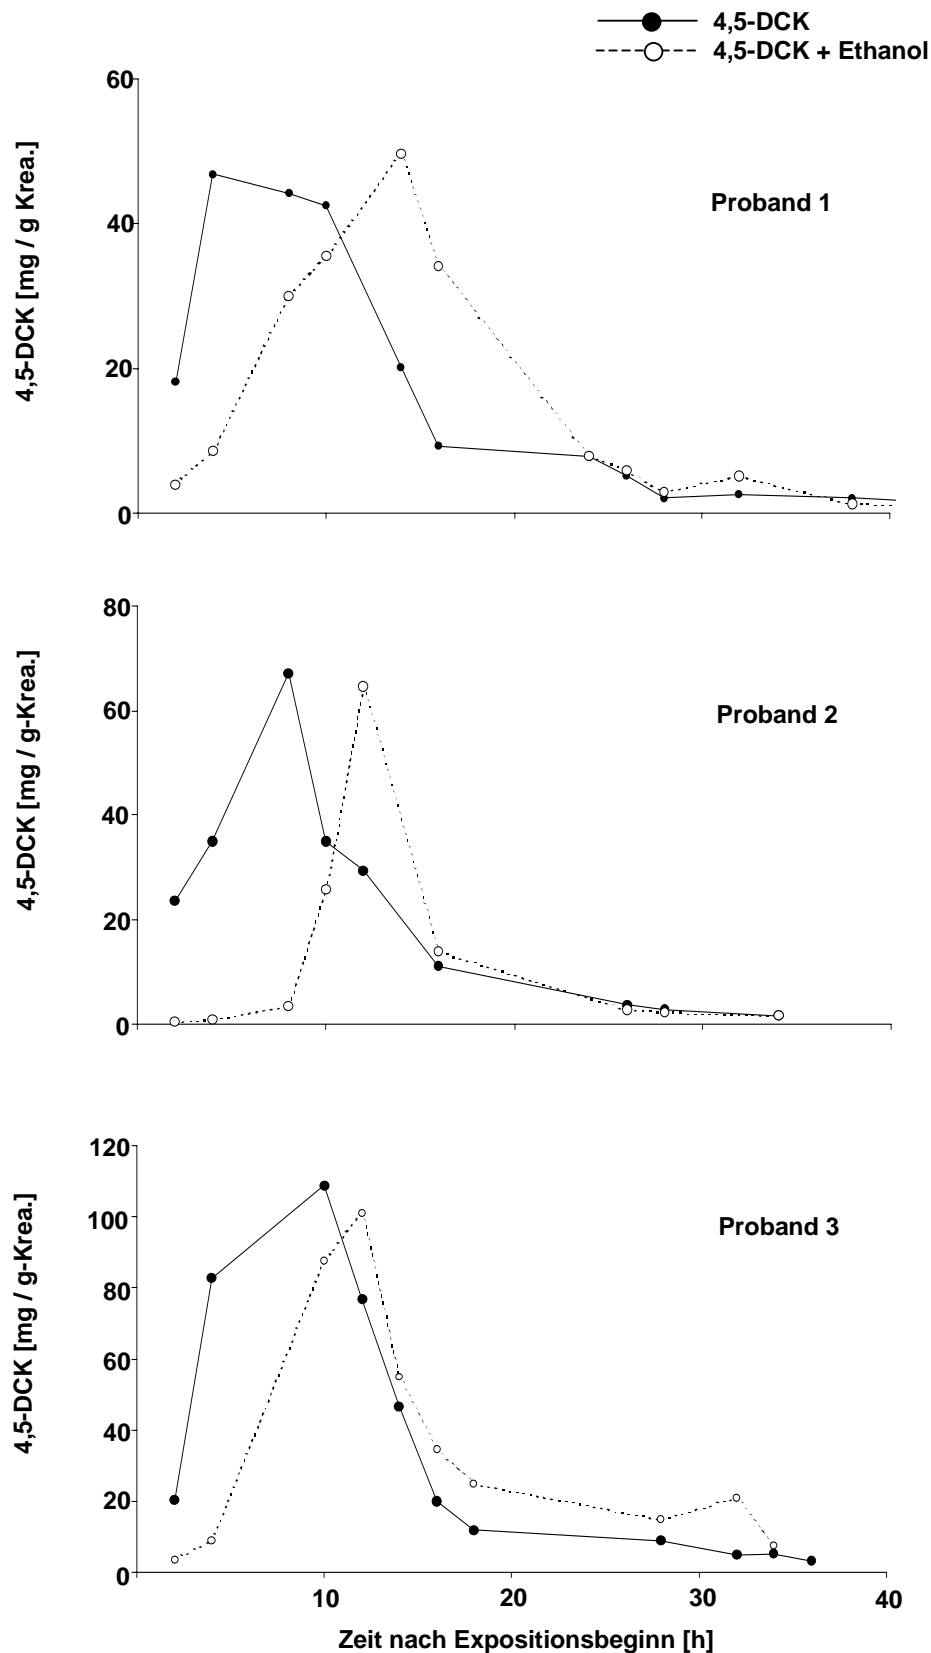 4,5-DCK
4,5-DCK + Ethanol
60
40
20
0
4,5-DCK [mg / g Krea.]
Proband 1
80
60
40
20
0
4,5-DCK [mg / g-Krea.]
Proband 2
120
100
80
60
40
20
0
4,5-DCK [mg / g-Krea.]
Proband 3
10 20 30 40
Zeit nach Expositionsbeginn [h]